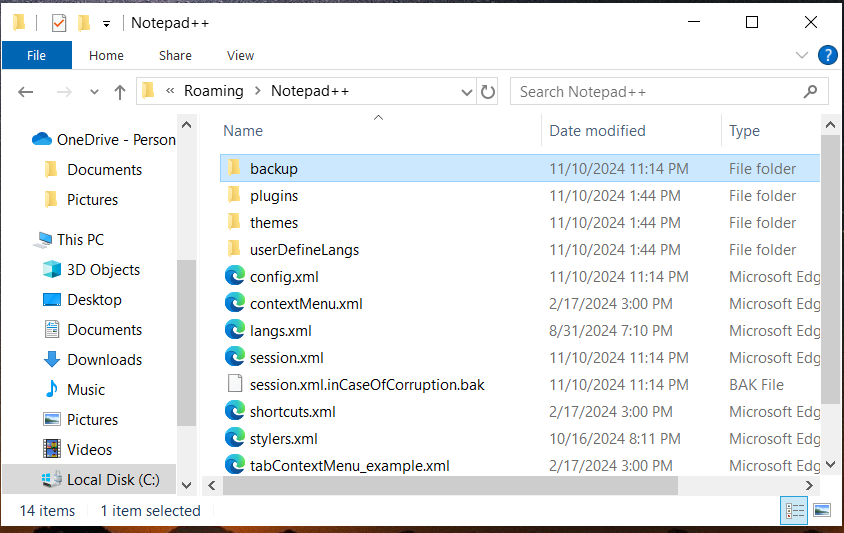 Notepad++
File Home Share View
« Roaming > Notepad++ Search Notepad++
Name Date modified Type
OneDrive - Person
Documents
Pictures
This PC
3D Objects
Desktop
Documents
Downloads
Music
Pictures
Videos
Local Disk (C:)
backup 11/10/2024 11:14 PM File folder
plugins 11/10/2024 1:44 PM File folder
themes 11/10/2024 1:44 PM File folder
userDefineLangs 11/10/2024 1:44 PM File folder
config.xml 11/10/2024 11:14 PM Microsoft Edg
contextMenu.xml 2/17/2024 3:00 PM Microsoft Edg
langs.xml 8/31/2024 7:10 PM Microsoft Edg
session.xml 11/10/2024 11:14 PM Microsoft Edg
session.xml.inCaseOfCorruption.bak 11/10/2024 11:14 PM BAK File
shortcuts.xml 2/17/2024 3:00 PM Microsoft Edg
stylers.xml 10/16/2024 8:11 PM Microsoft Edg
tabContextMenu_example.xml 2/17/2024 3:00 PM Microsoft Edg
14 items 1 item selected